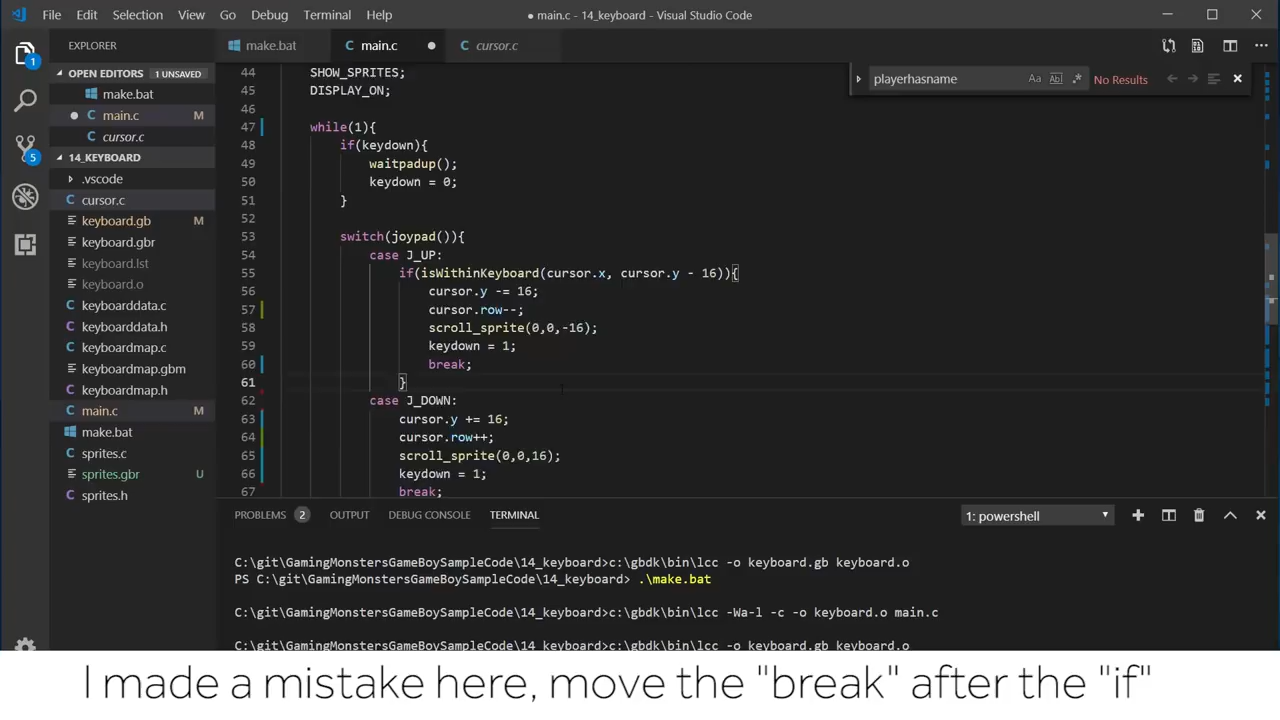 File Edit Selection View Go Debug Terminal Help
● main.c - 14_keyboard - Visual Studio Code
EXPLORER
make.bat main.c ● cursor.c
OPEN EDITORS 1 UNSAVED
make.bat
main.c M
cursor.c
14_KEYBOARD
.vscode
cursor.c
keyboard.gb M
keyboard.gbr
keyboard.lst
keyboard.o
keyboarddata.c
keyboarddata.h
keyboardmap.c
keyboardmap.gbm
keyboardmap.h
main.c M
make.bat
sprites.c
sprites.gbr U
sprites.h
1
5
playerhasname Aa Abl .* No Results
44 SHOW_SPRITES;
45 DISPLAY_ON;
46
47 while(1){
48 if(keydown){
49 waitpadup();
50 keydown = 0;
51 }
52
53 switch(joypad()){
54 case J_UP:
55 if(isWithinKeyboard(cursor.x, cursor.y - 16)){
56 cursor.y -= 16;
57 cursor.row--;
58 scroll_sprite(0,0,-16);
59 keydown = 1;
60 break;
61 }
62 case J_DOWN:
63 cursor.y += 16;
64 cursor.row++;
65 scroll_sprite(0,0,16);
66 keydown = 1;
67 break;
PROBLEMS 2 OUTPUT DEBUG CONSOLE TERMINAL
1: powershell
C:\git\GamingMonstersGameBoySampleCode\14_keyboard>c:\gbdk\bin\lcc -o keyboard.gb keyboard.o
PS C:\git\GamingMonstersGameBoySampleCode\14_keyboard> .\make.bat
C:\git\GamingMonstersGameBoySampleCode\14_keyboard>c:\gbdk\bin\lcc -Wa-l -c -o keyboard.o main.c
C:\git\GamingMonstersGameBoySampleCode\14_keyboard>c:\gbdk\bin\lcc -o keyboard.gb keyboard.o
I made a mistake here, move the "break" after the "if"